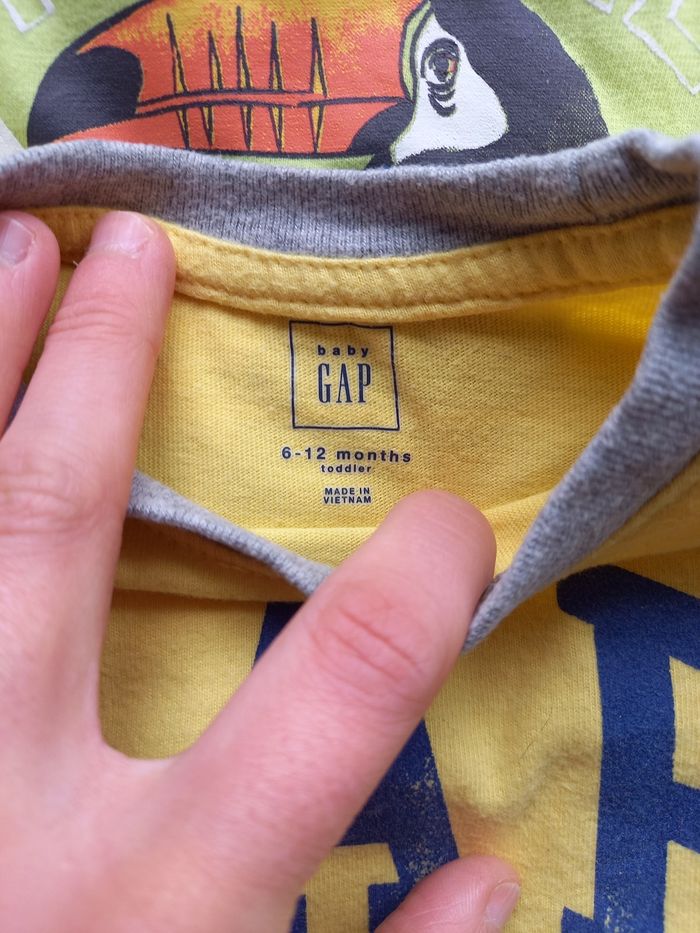 baby
GAP
6-12 months
toddler
MADE IN
VIETNAM